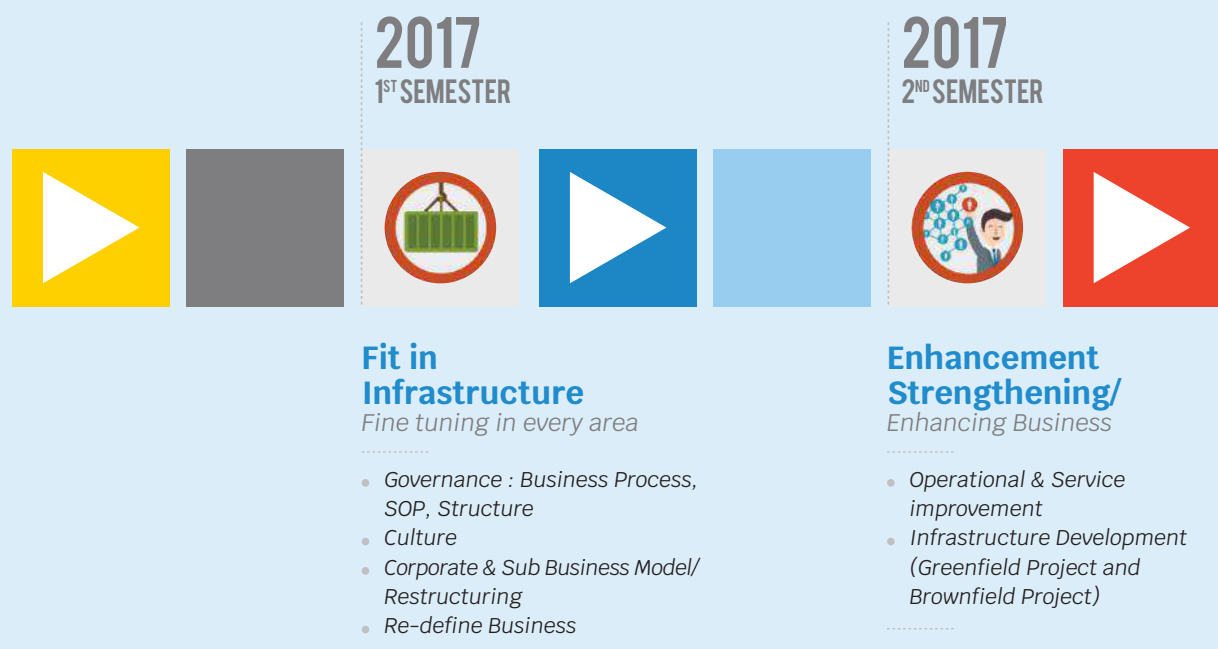 2017
1ST SEMESTER
Fit in
Infrastructure
Fine tuning in every area
Governance : Business Process,
SOP, Structure
Culture
Corporate & Sub Business Model/
Restructuring
Re-define Business
2017
2ND SEMESTER
Enhancement
Strengthening/
Enhancing Business
Operational & Service
improvement
Infrastructure Development
(Greenfield Project and
Brownfield Project)